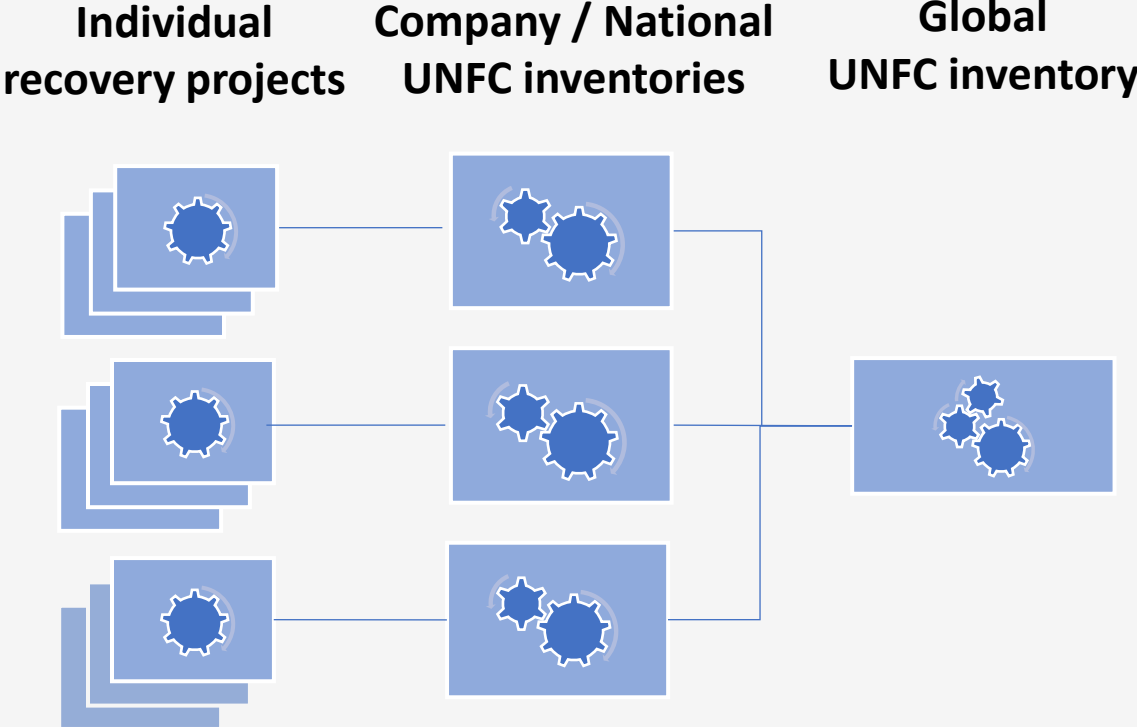 Individual
recovery projects
Company / National
UNFC inventories
Global
UNFC inventory